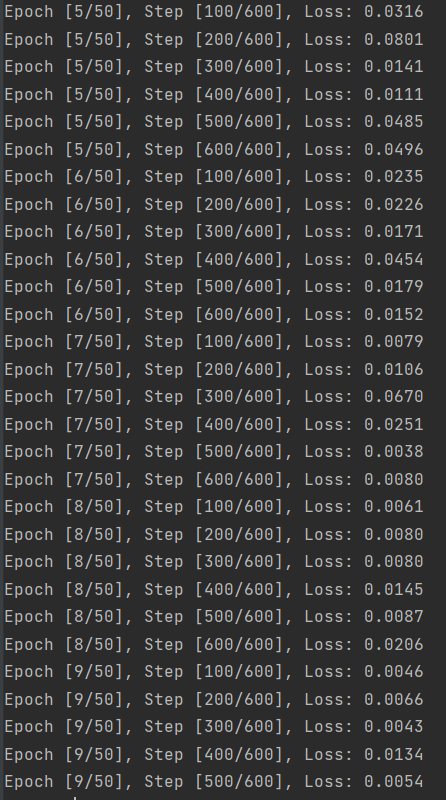 Epoch [5/50], Step [100/600], Loss: 0.0316
Epoch [5/50], Step [200/600], Loss: 0.0801
Epoch [5/50], Step [300/600], Loss: 0.0141
Epoch [5/50], Step [400/600], Loss: 0.0111
Epoch [5/50], Step [500/600], Loss: 0.0485
Epoch [5/50], Step [600/600], Loss: 0.0496
Epoch [6/50], Step [100/600], Loss: 0.0235
Epoch [6/50], Step [200/600], Loss: 0.0226
Epoch [6/50], Step [300/600], Loss: 0.0171
Epoch [6/50], Step [400/600], Loss: 0.0454
Epoch [6/50], Step [500/600], Loss: 0.0179
Epoch [6/50], Step [600/600], Loss: 0.0152
Epoch [7/50], Step [100/600], Loss: 0.0079
Epoch [7/50], Step [200/600], Loss: 0.0106
Epoch [7/50], Step [300/600], Loss: 0.0670
Epoch [7/50], Step [400/600], Loss: 0.0251
Epoch [7/50], Step [500/600], Loss: 0.0038
Epoch [7/50], Step [600/600], Loss: 0.0080
Epoch [8/50], Step [100/600], Loss: 0.0061
Epoch [8/50], Step [200/600], Loss: 0.0080
Epoch [8/50], Step [300/600], Loss: 0.0080
Epoch [8/50], Step [400/600], Loss: 0.0145
Epoch [8/50], Step [500/600], Loss: 0.0087
Epoch [8/50], Step [600/600], Loss: 0.0206
Epoch [9/50], Step [100/600], Loss: 0.0046
Epoch [9/50], Step [200/600], Loss: 0.0066
Epoch [9/50], Step [300/600], Loss: 0.0043
Epoch [9/50], Step [400/600], Loss: 0.0134
Epoch [9/50], Step [500/600], Loss: 0.0054